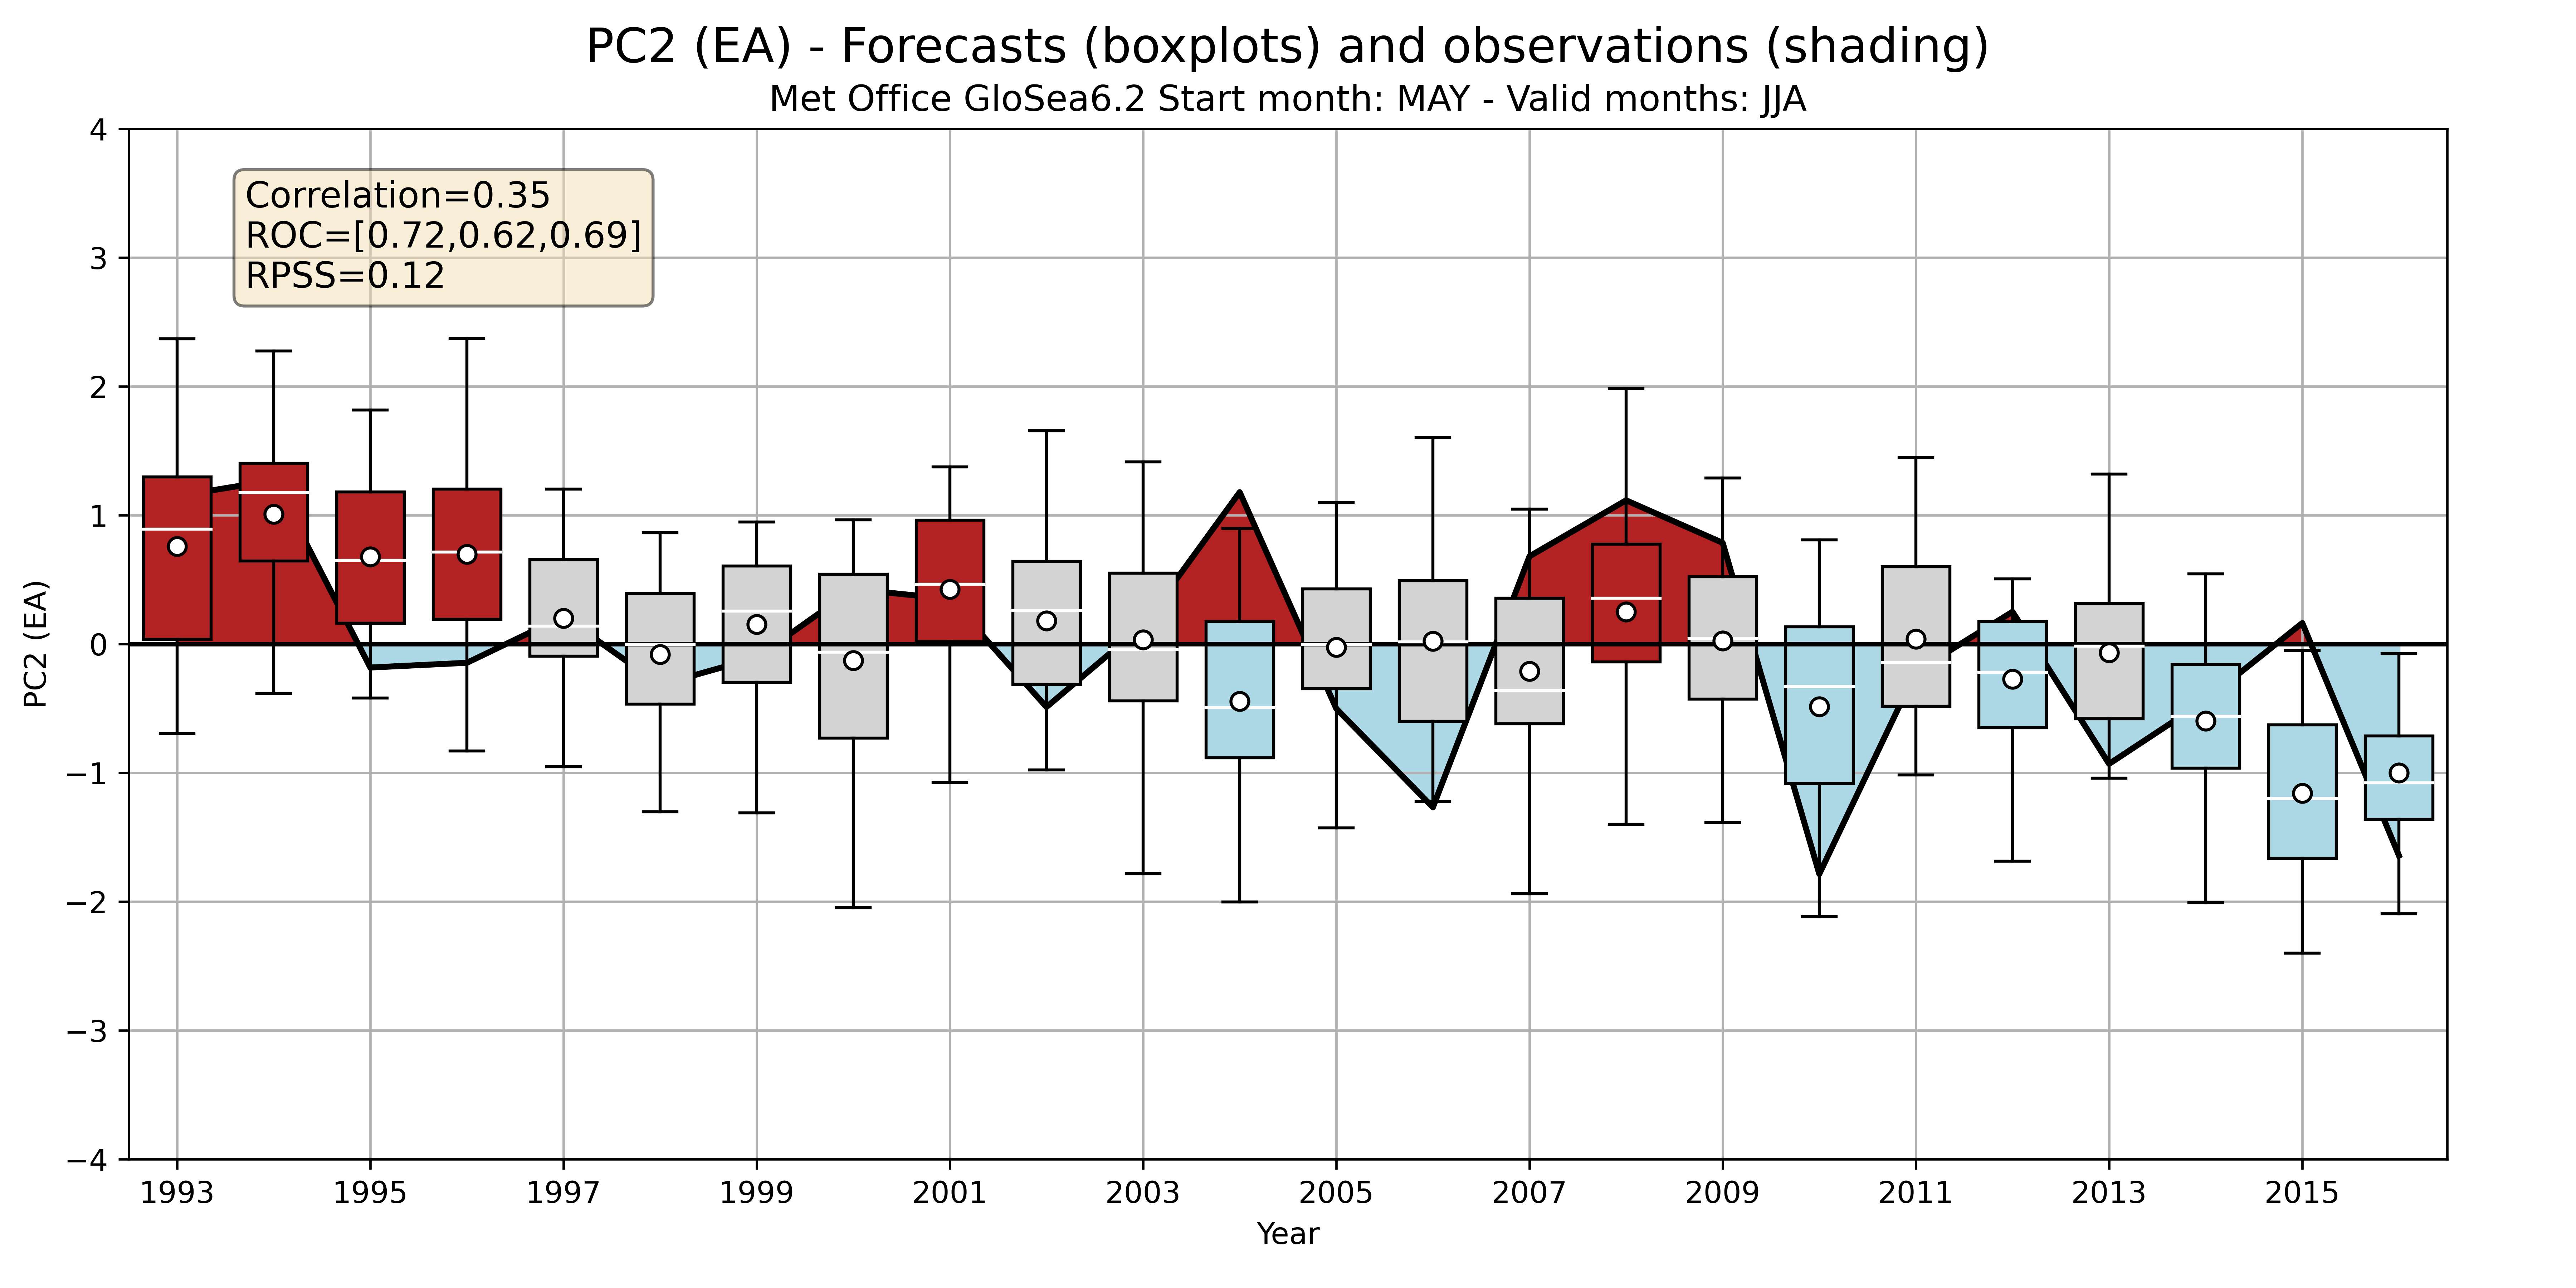 PC2 (EA) - Forecasts (boxplots) and observations (shading)
Met Office GloSea6.2 Start month: MAY - Valid months: JJA
Correlation=0.35
ROC=[0.72,0.62,0.69]
RPSS=0.12
PC2 (EA)
4
3
2
1
0
−1
−2
−3
−4
1993 1995 1997 1999 2001 2003 2005 2007 2009 2011 2013 2015
Year